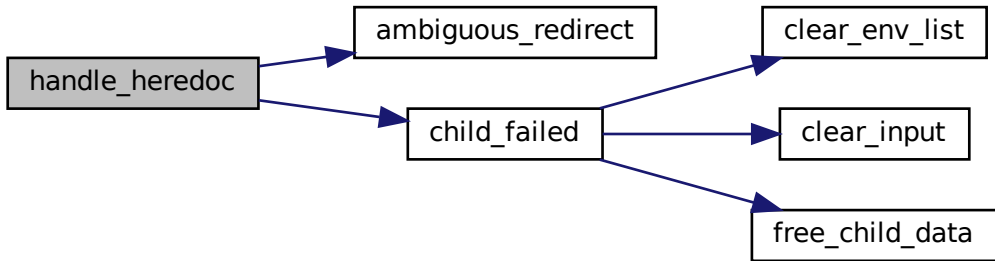 handle_heredoc
ambiguous_redirect
child_failed
clear_env_list
clear_input
free_child_data